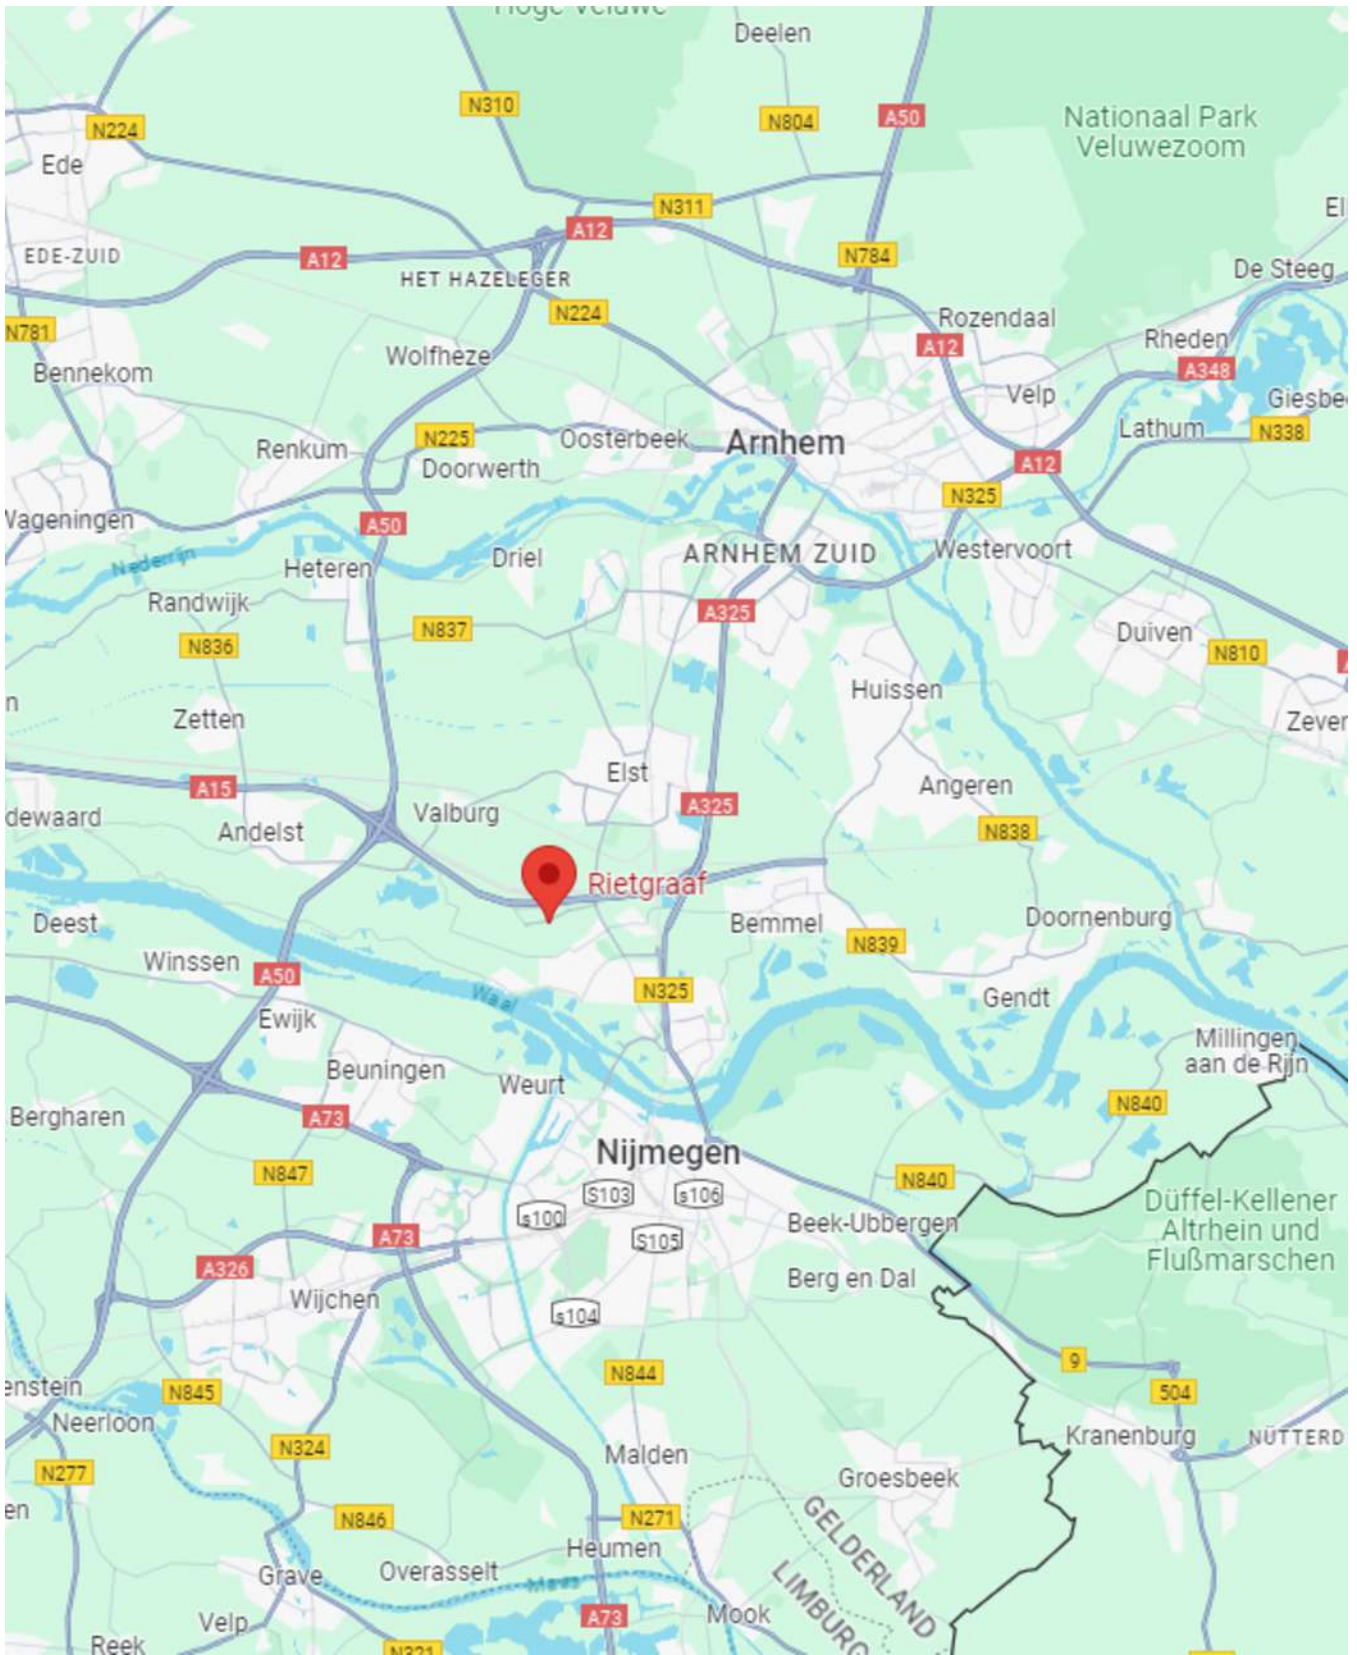 Hoge Veluwe
Deelen
N310
N804
A50
N224
Nationaal Park
Veluwezoom
Ede
N311
A12
EDE-ZUID
A12
N784
HET HAZELEGER
De Steeg
N224
Rozendaal
N781
Wolfheze
A12
Rheden
Bennekom
A348
Velp
Giesbe
N225
Oosterbeek
Arnhem
Lathum
N338
Renkum
Doorwerth
A12
N325
Wageningen
A50
Nederrijn
Heteren
Driel
ARNHEM ZUID
Westervoort
Randwijk
A325
N837
N836
Duiven
N810
Huissen
Zetten
Zever
Elst
A15
Angeren
dewaard
Andelst
Valburg
A325
N838
Rietgraaf
Deest
Bemmel
Doornenburg
Winssen
N839
A50
Waal
N325
Gendt
Ewijk
Millingen
aan de Rijn
Beuningen
Weurt
Bergharen
A73
N840
Nijmegen
N847
S103
s106
N840
s100
Düffel-Kellener
Altrhein und
Flußmarschen
A73
S105
Beek-Ubbergen
A326
Berg en Dal
Wijchen
s104
9
enstein
N845
N844
504
Neerloon
N324
Malden
Kranenburg
NÜTTERD
N277
Groesbeek
en
N846
N271
GELDERLAND
LIMBURG
Heumen
Grave
Overasselt
Maas
Velp
A73
Mook
Reek
N321